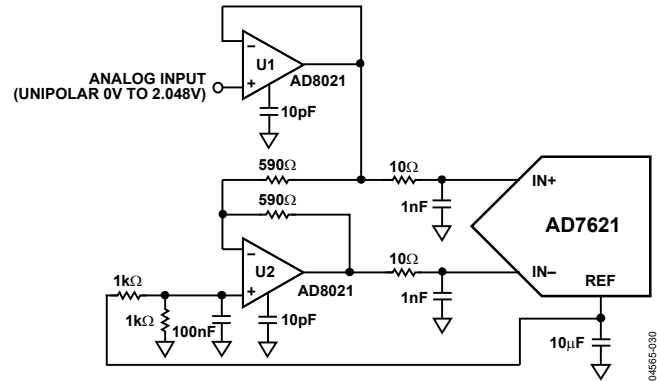 U1
AD8021
ANALOG INPUT
(UNIPOLAR 0V TO 2.048V)
10pF
590Ω
10Ω
IN+
590Ω
1nF
AD7621
10Ω
IN–
U2
REF
1kΩ
AD8021
1nF
1kΩ
100nF
10pF
10µF
04565-030